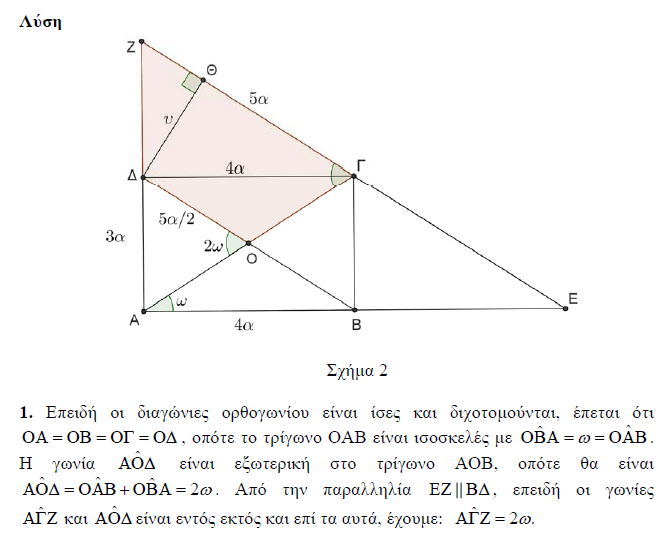 Λύση
Z
Θ
5α
υ
Δ
4α
Γ
5α/2
3α
2ω
O
ω
A
4α
B
E
Σχήμα 2
1. Επειδή οι διαγώνιες ορθογωνίου είναι ίσες και διχοτομούνται, έπεται ότι
ΟΑ = ΟΒ = ΟΓ = ΟΔ , οπότε το τρίγωνο ΟΑΒ είναι ισοσκελές με ΟB̂Α = ω = ΟÂΒ .
Η γωνία ΑÔΔ είναι εξωτερική στο τρίγωνο ΑΟΒ, οπότε θα είναι
ΑÔΔ = ΟÂΒ + ΟB̂Α = 2ω . Από την παραλληλία ΕΖ || ΒΔ , επειδή οι γωνίες
ΑΓ̂Ζ και ΑÔΔ είναι εντός εκτός και επί τα αυτά, έχουμε: ΑΓ̂Ζ = 2ω.